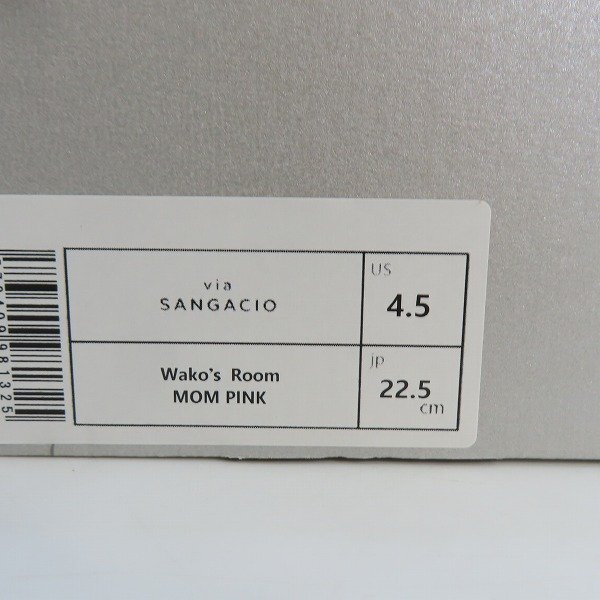 via
SANGACIO
US
4.5
Wako's Room
MOM PINK
jp
22.5
cm